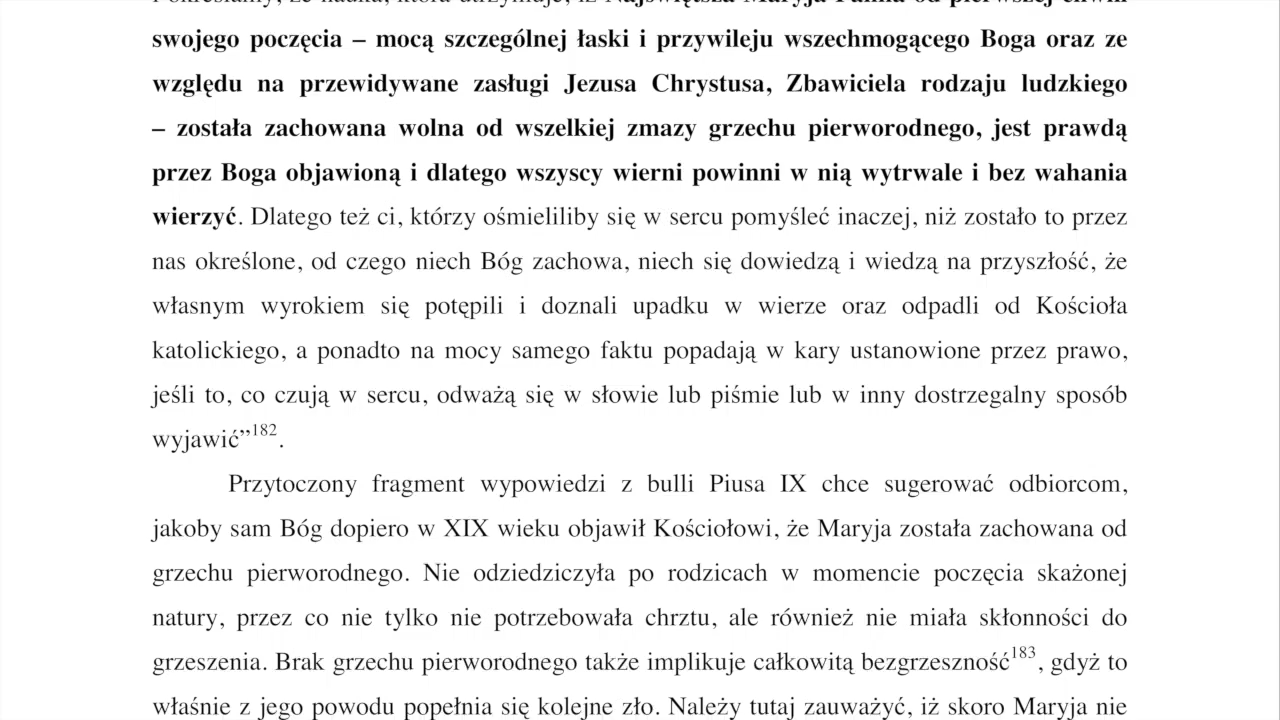 swojego poczęcia – mocą szczególnej łaski i przywileju wszechmogącego Boga oraz ze
względu na przewidywane zasługi Jezusa Chrystusa, Zbawiciela rodzaju ludzkiego
– została zachowana wolna od wszelkiej zmazy grzechu pierworodnego, jest prawdą
przez Boga objawioną i dlatego wszyscy wierni powinni w nią wytrwale i bez wahania
wierzyć. Dlatego też ci, którzy ośmieliliby się w sercu pomyśleć inaczej, niż zostało to przez
nas określone, od czego niech Bóg zachowa, niech się dowiedzą i wiedzą na przyszłość, że
własnym wyrokiem się potępili i doznali upadku w wierze oraz odpadli od Kościoła
katolickiego, a ponadto na mocy samego faktu popadają w kary ustanowione przez prawo,
jeśli to, co czują w sercu, odważą się w słowie lub piśmie lub w inny dostrzegalny sposób
wyjawić”182.
Przytoczony fragment wypowiedzi z bulli Piusa IX chce sugerować odbiorcom,
jakoby sam Bóg dopiero w XIX wieku objawił Kościołowi, że Maryja została zachowana od
grzechu pierworodnego. Nie odziedziczyła po rodzicach w momencie poczęcia skażonej
natury, przez co nie tylko nie potrzebowała chrztu, ale również nie miała skłonności do
grzeszenia. Brak grzechu pierworodnego także implikuje całkowitą bezgrzeszność183, gdyż to
właśnie z jego powodu popełnia się kolejne zło. Należy tutaj zauważyć, iż skoro Maryja nie